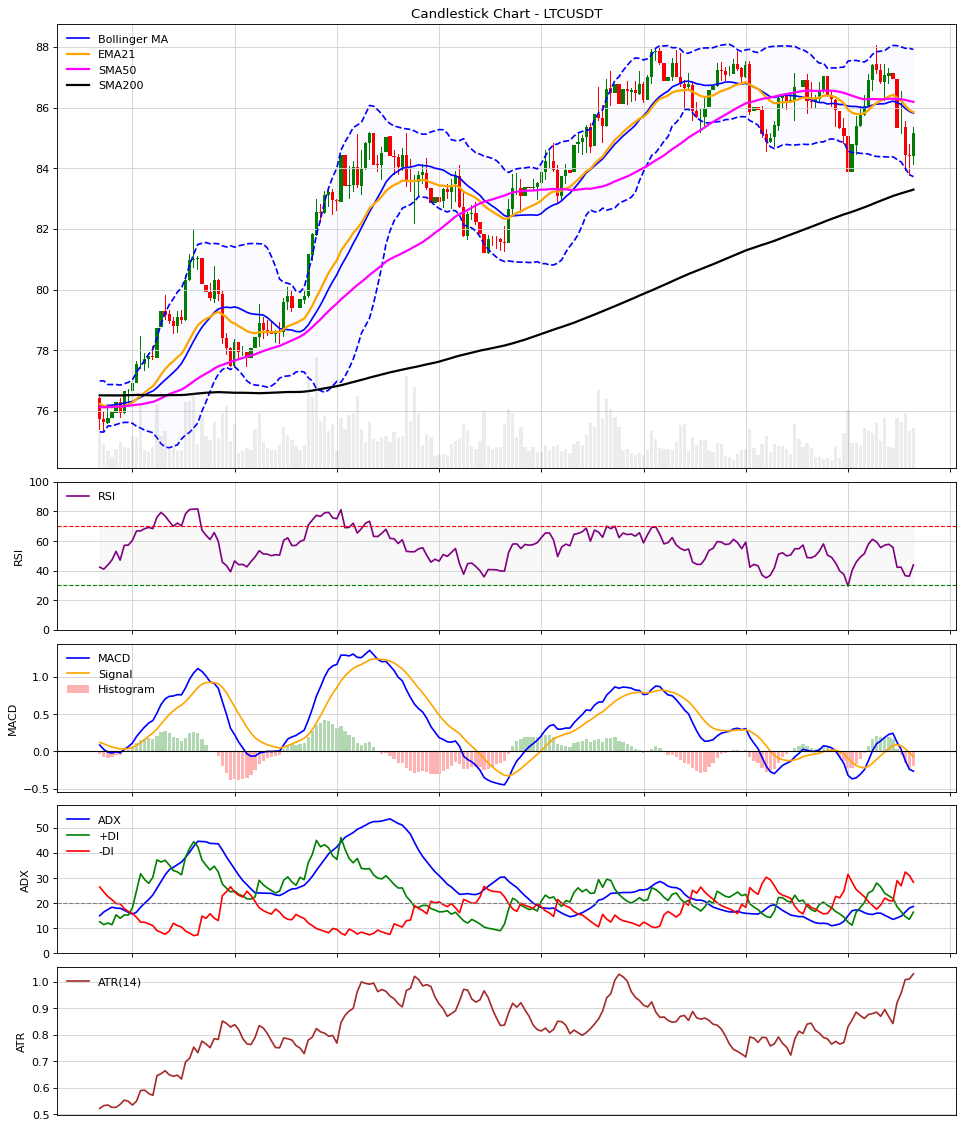 Candlestick Chart - LTCUSDT
Bollinger MA
EMA21
SMA50
SMA200
88
86
84
82
80
78
76
RSI
RSI
100
80
60
40
20
0
MACD
Signal
Histogram
MACD
1.0
0.5
0.0
−0.5
ADX
+DI
-DI
ADX
50
40
30
20
10
0
ATR(14)
ATR
1.0
0.9
0.8
0.7
0.6
0.5